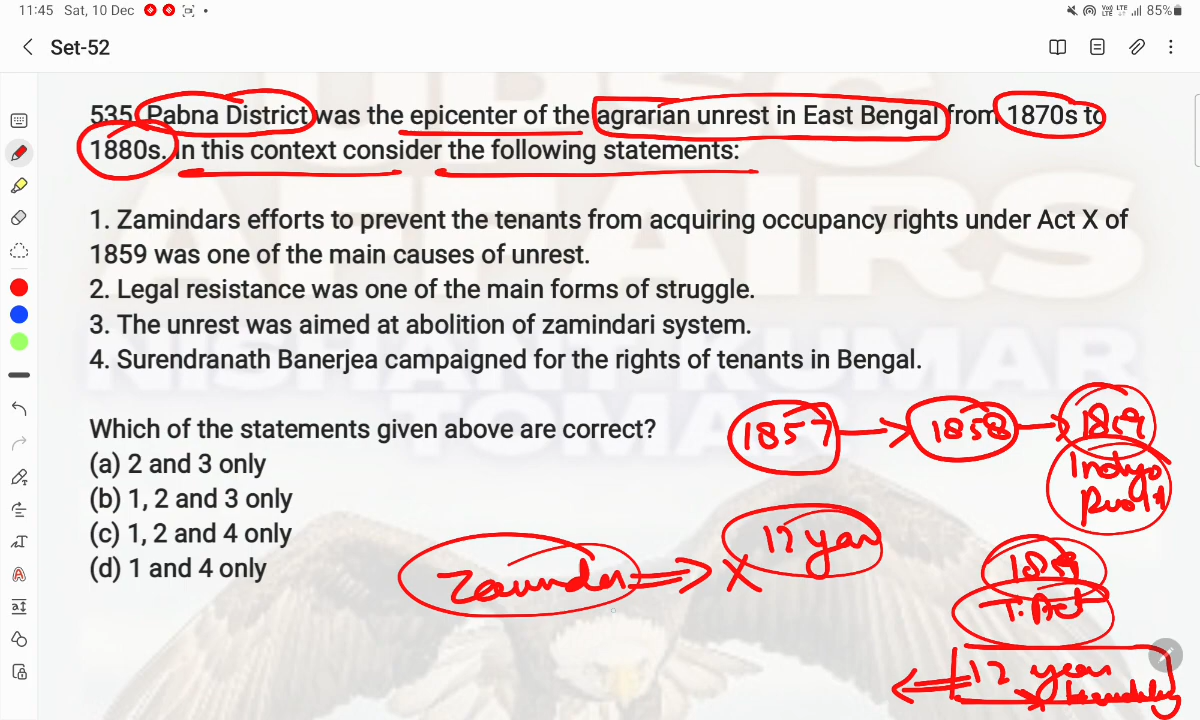 11:45 Sat, 10 Dec
85%
Set-52
535. Pabna District was the epicenter of the agrarian unrest in East Bengal from 1870s to
1880s. In this context consider the following statements:
1. Zamindars efforts to prevent the tenants from acquiring occupancy rights under Act X of
1859 was one of the main causes of unrest.
2. Legal resistance was one of the main forms of struggle.
3. The unrest was aimed at abolition of zamindari system.
4. Surendranath Banerjea campaigned for the rights of tenants in Bengal.
Which of the statements given above are correct?
(a) 2 and 3 only
(b) 1, 2 and 3 only
(c) 1, 2 and 4 only
(d) 1 and 4 only
1857 → 1858 → 1859
Indigo
Revolt
12 year
1859
12 year
UPSC
AFFAIRS
NISHANT KUMAR
TOMAR